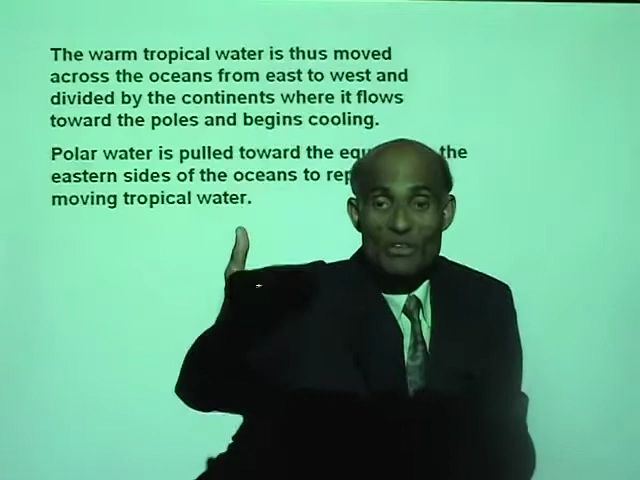 The warm tropical water is thus moved
across the oceans from east to west and
divided by the continents where it flows
toward the poles and begins cooling.
Polar water is pulled toward the the
eastern sides of the oceans to
moving tropical water.